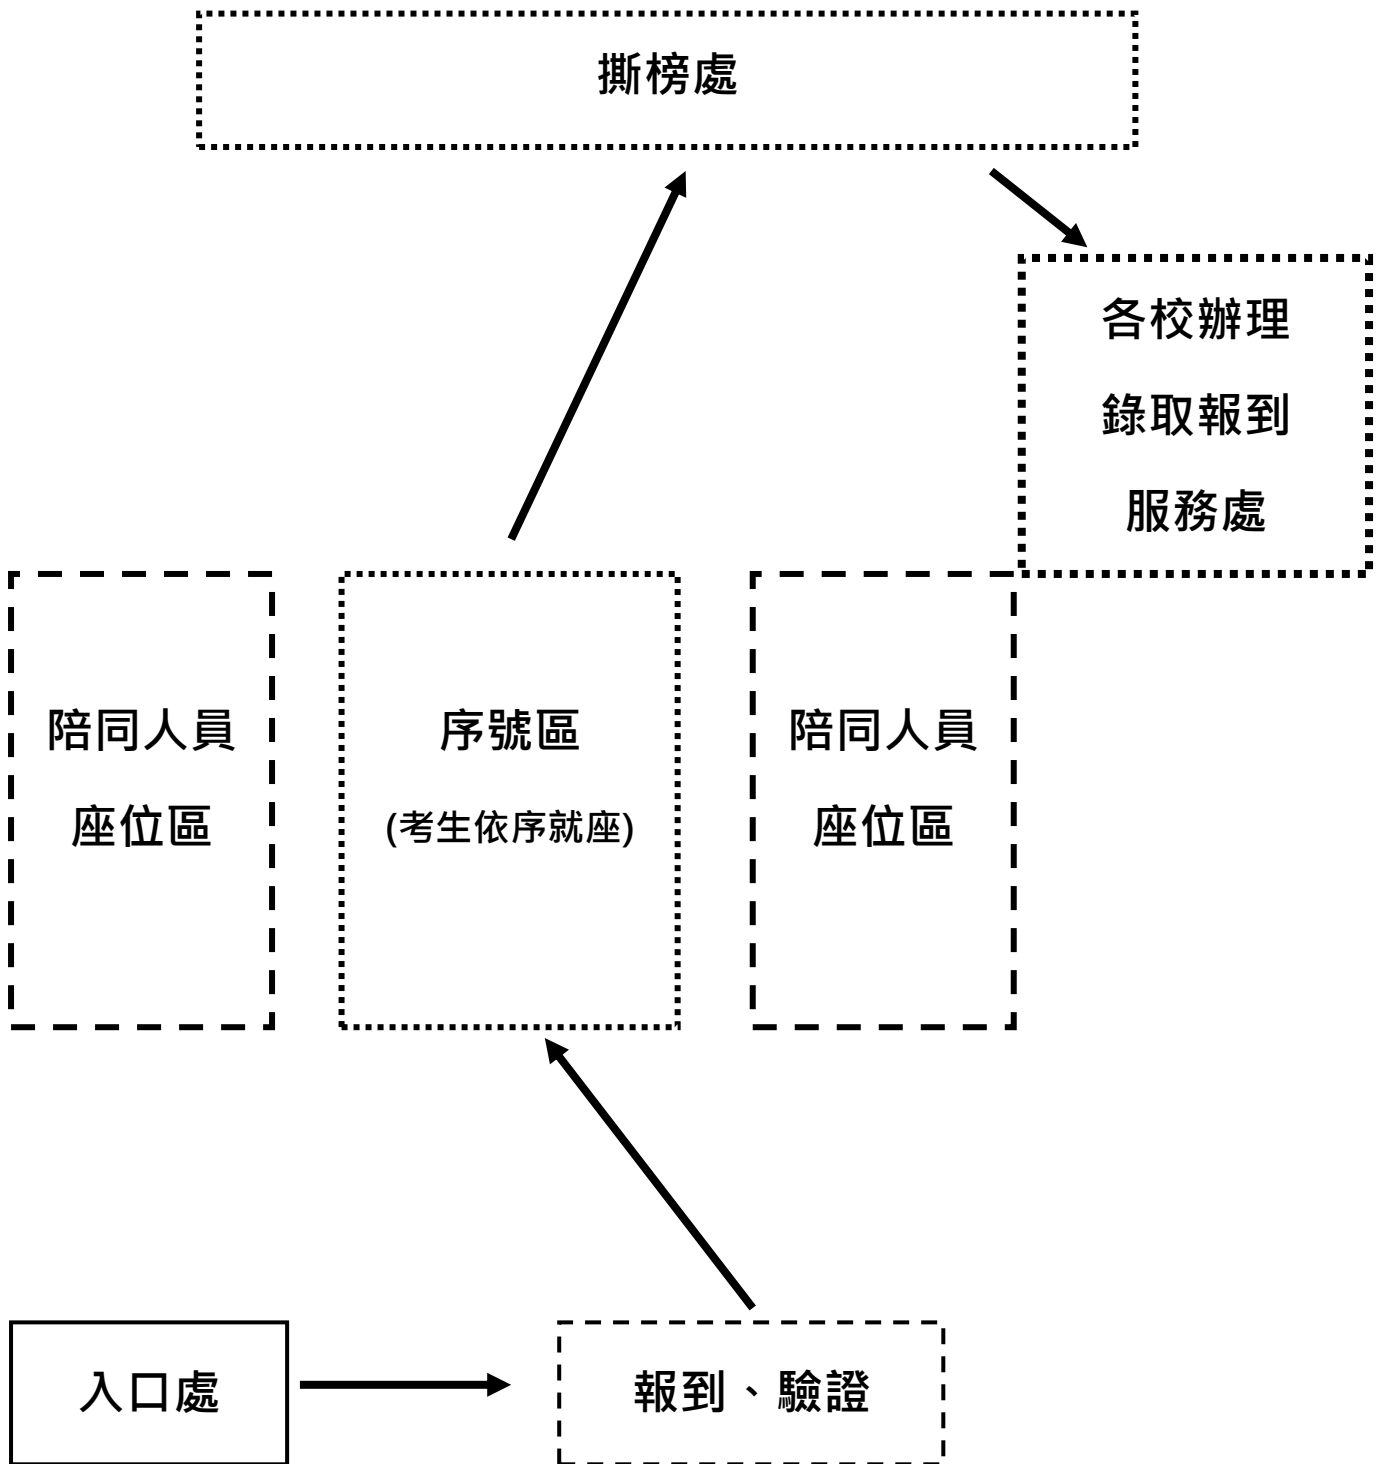 撕榜處
各校辦理
錄取報到
服務處
陪同人員
座位區
序號區
(考生依序就座)
陪同人員
座位區
入口處
報到、驗證